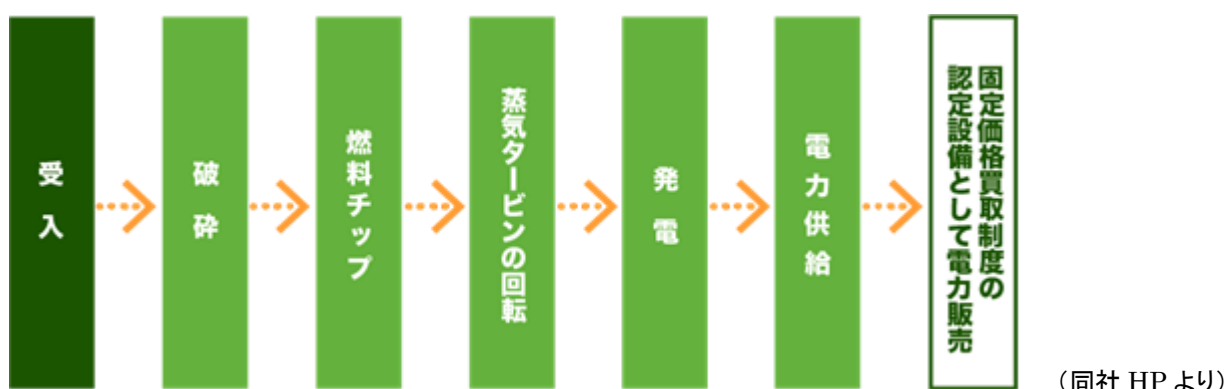 受入
破砕
燃料チップ
蒸気タービンの回転
発電
電力供給
固定価格買取制度の
認定設備として電力販売
（同社 HP より）